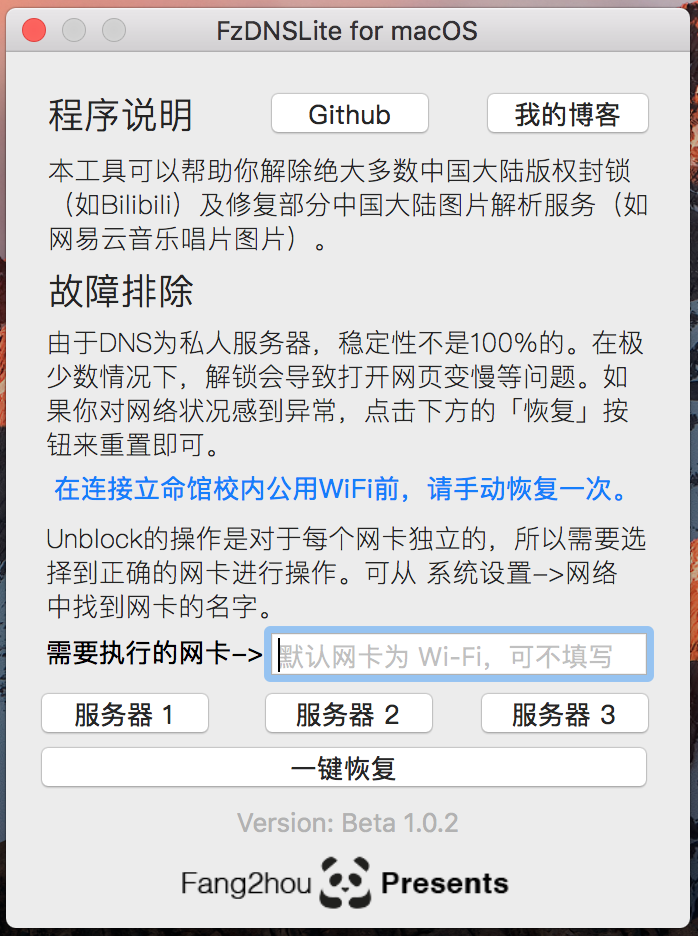 FzDNSLite for macOS
程序说明 Github 我的博客
本工具可以帮助你解除绝大多数中国大陆版权封锁
（如Bilibili）及修复部分中国大陆图片解析服务（如
网易云音乐唱片图片）。
故障排除
由于DNS为私人服务器，稳定性不是100%的。在极
少数情况下，解锁会导致打开网页变慢等问题。如
果你对网络状况感到异常，点击下方的「恢复」按
钮来重置即可。
在连接立命馆校内公用WiFi前，请手动恢复一次。
Unblock的操作是对于每个网卡独立的，所以需要选
择到正确的网卡进行操作。可从 系统设置->网络
中找到网卡的名字。
需要执行的网卡-> 默认网卡为 Wi-Fi，可不填写
服务器 1 服务器 2 服务器 3
一键恢复
Version: Beta 1.0.2
Fang2hou Presents